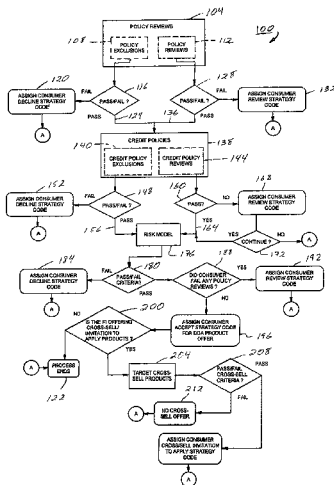 104
100
POLICY REVIEWS
108
POLICY
EXCLUSIONS
POLICY
REVIEWS
112
120
ASSIGN CONSUMER
DECLINE STRATEGY
CODE
FAIL
116
PASS/FAIL ?
PASS
124
128
PASS/FAIL ?
FAIL
PASS
136
ASSIGN CONSUMER
REVIEW STRATEGY
CODE
132
A
A
CREDIT POLICIES
138
140
CREDIT POLICY
EXCLUSIONS
CREDIT POLICY
REVIEWS
144
152
ASSIGN CONSUMER
DECLINE STRATEGY
CODE
FAIL
148
PASS/FAIL ?
PASS
156
160
PASS?
NO
YES
164
168
ASSIGN CONSUMER
REVIEW STRATEGY
CODE
A
RISK MODEL
176
YES
CONTINUE ?
172
NO
A
184
ASSIGN CONSUMER
DECLINE STRATEGY
CODE
FAIL
180
PASS/FAIL
CRITERIA
PASS
188
DID CONSUMER
FAIL ANY POLICY
REVIEWS ?
YES
NO
192
ASSIGN CONSUMER
REVIEW STRATEGY
CODE
A
A
200
NO
IS THE FI OFFERING
CROSS-SELL/
INVITATION TO
APPLY PRODUCTS ?
YES
ASSIGN CONSUMER
ACCEPT STRATEGY
CODE FOR DDA
PRODUCT OFFER
196
204
TARGET CROSS-
SELL PRODUCTS
208
PASS/FAIL
CROSS-SELL
CRITERIA ?
PASS
FAIL
A
PROCESS
ENDS
122
212
A
NO CROSS-
SELL OFFER
ASSIGN CONSUMER
CROSS-SELL/INVITATION
TO APPLY STRATEGY
CODE
A